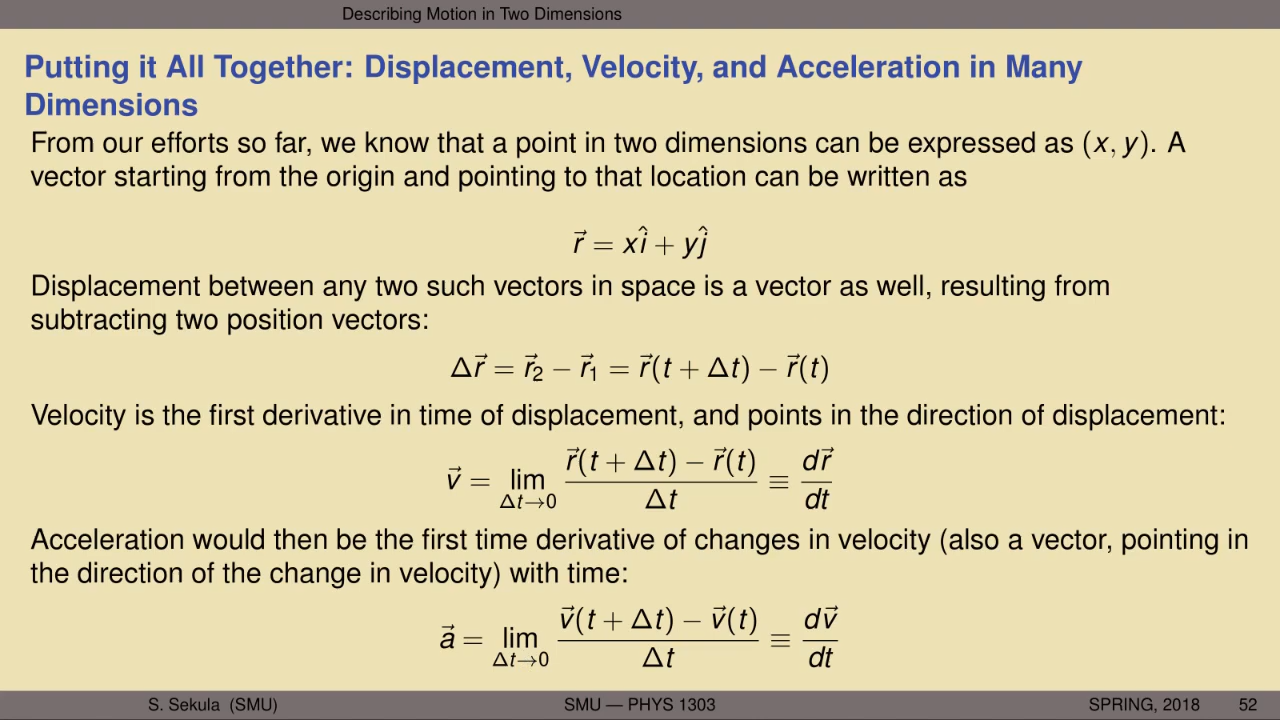 Describing Motion in Two Dimensions
Putting it All Together: Displacement, Velocity, and Acceleration in Many
Dimensions
From our efforts so far, we know that a point in two dimensions can be expressed as (x, y). A
vector starting from the origin and pointing to that location can be written as
r⃗ = xî + yĵ
Displacement between any two such vectors in space is a vector as well, resulting from
subtracting two position vectors:
Δr⃗ = r⃗₂ − r⃗₁ = r⃗(t + Δt) − r⃗(t)
Velocity is the first derivative in time of displacement, and points in the direction of displacement:
v⃗ = lim_{Δt→0} (r⃗(t + Δt) − r⃗(t)) / Δt ≡ dr⃗/dt
Acceleration would then be the first time derivative of changes in velocity (also a vector, pointing in
the direction of the change in velocity) with time:
a⃗ = lim_{Δt→0} (v⃗(t + Δt) − v⃗(t)) / Δt ≡ dv⃗/dt
S. Sekula (SMU) SMU — PHYS 1303 SPRING, 2018 52